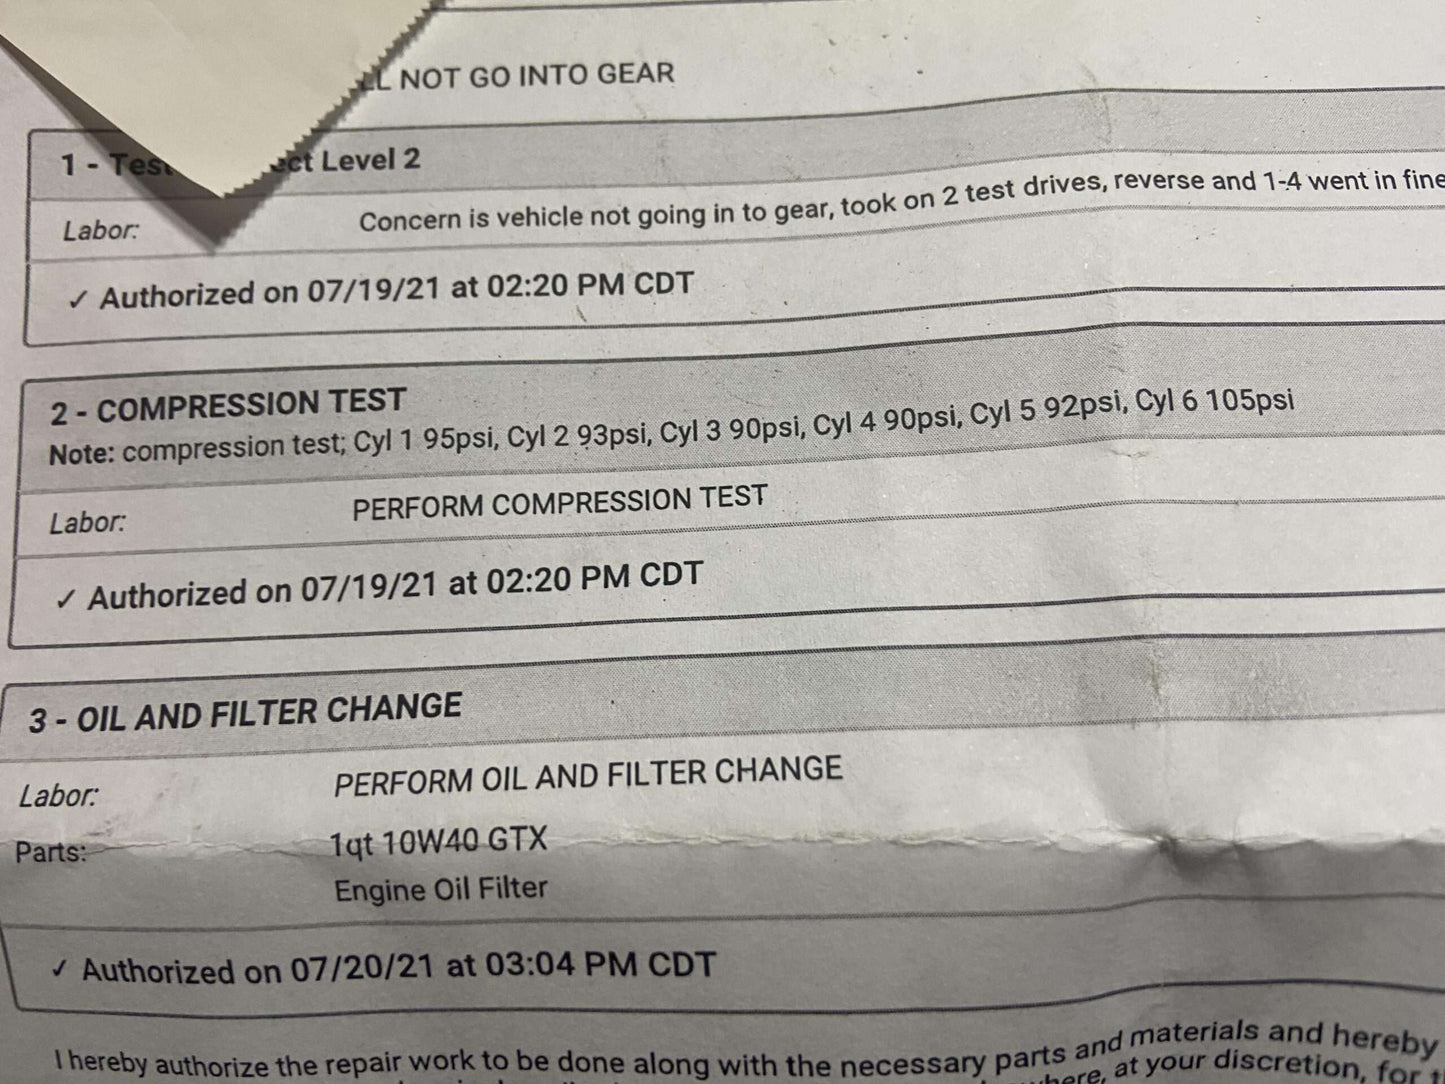 NOT GO INTO GEAR
1 - Level 2
Labor: Concern is vehicle not going in to gear, took on 2 test drives, reverse and 1-4 went in fine
✓ Authorized on 07/19/21 at 02:20 PM CDT
2 - COMPRESSION TEST
Note: compression test; Cyl 1 95psi, Cyl 2 93psi, Cyl 3 90psi, Cyl 4 90psi, Cyl 5 92psi, Cyl 6 105psi
Labor: PERFORM COMPRESSION TEST
✓ Authorized on 07/19/21 at 02:20 PM CDT
3 - OIL AND FILTER CHANGE
Labor: PERFORM OIL AND FILTER CHANGE
Parts: 1qt 10W40 GTX
Engine Oil Filter
✓ Authorized on 07/20/21 at 03:04 PM CDT
I hereby authorize the repair work to be done along with the necessary parts and materials and hereby
at your discretion, for